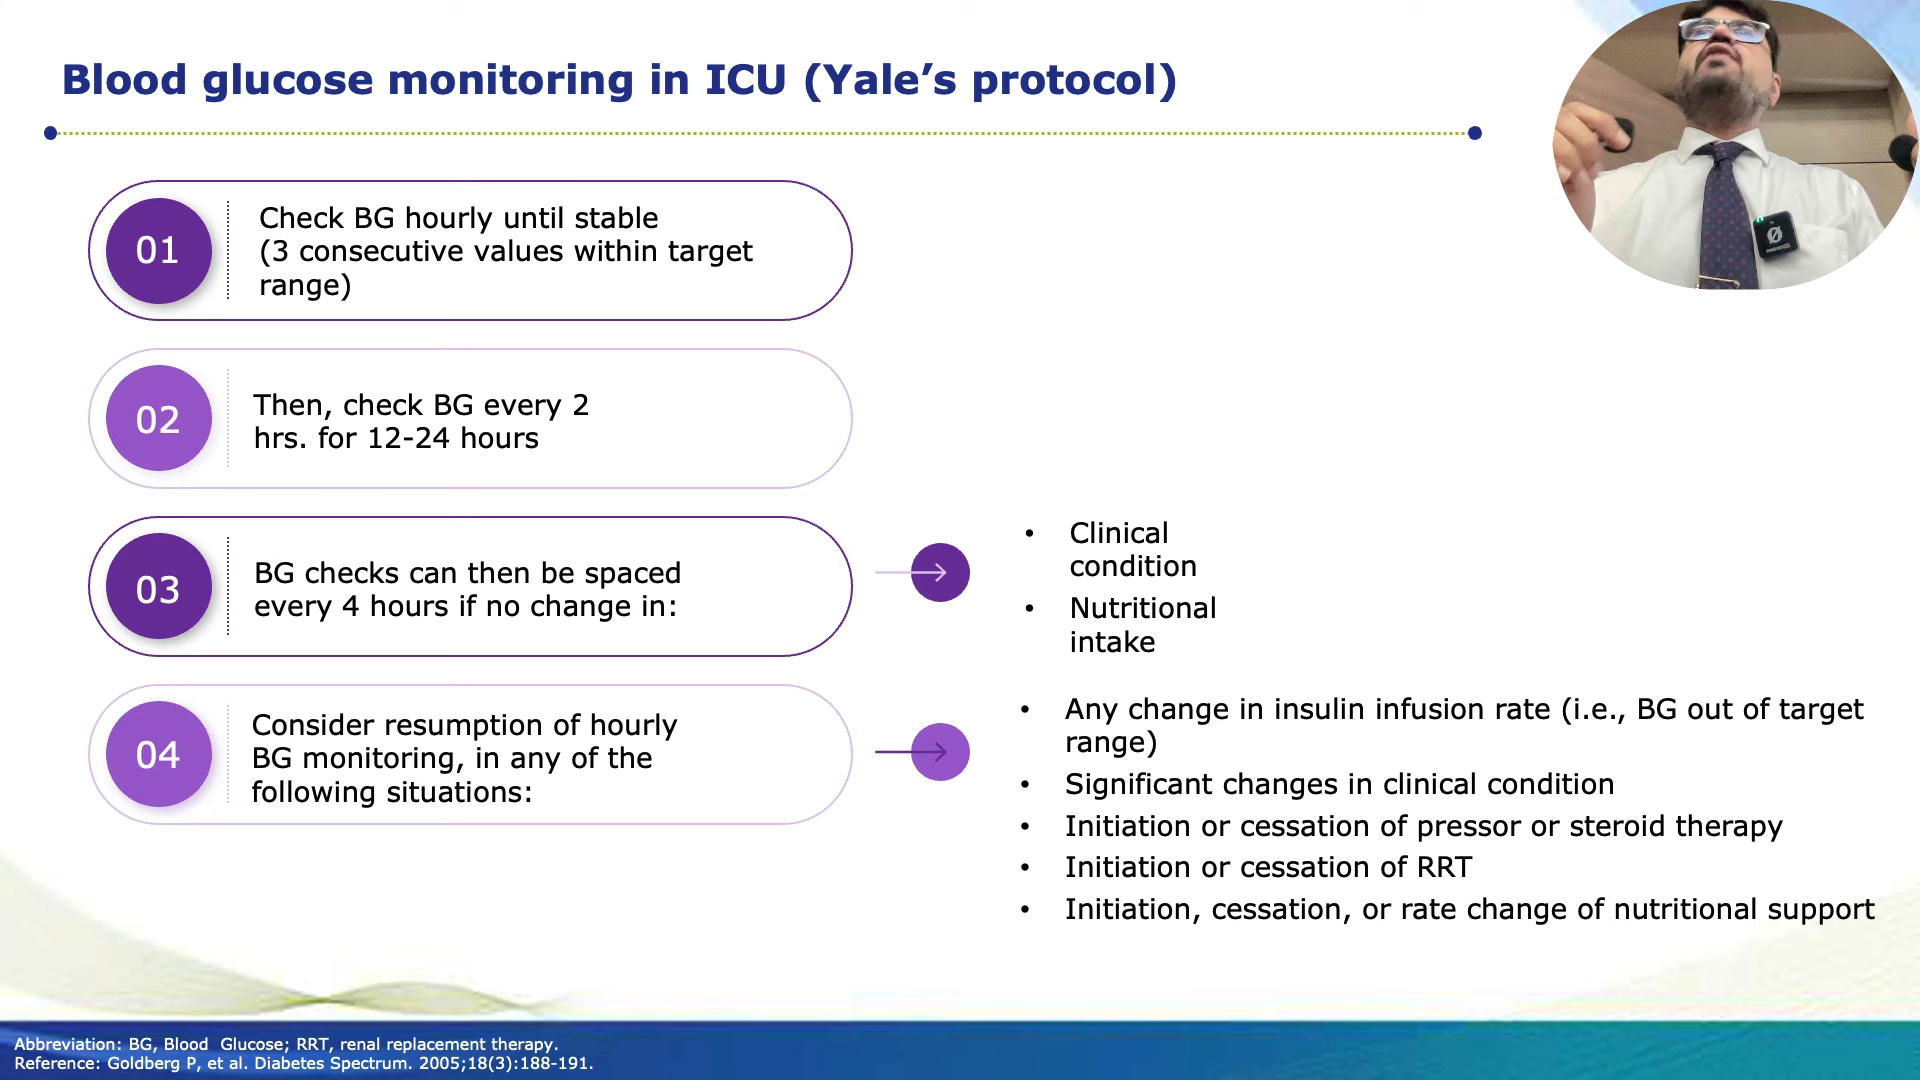 Blood glucose monitoring in ICU (Yale’s protocol)
01
Check BG hourly until stable
(3 consecutive values within target
range)
02
Then, check BG every 2
hrs. for 12-24 hours
03
BG checks can then be spaced
every 4 hours if no change in:
• Clinical
condition
• Nutritional
intake
04
Consider resumption of hourly
BG monitoring, in any of the
following situations:
• Any change in insulin infusion rate (i.e., BG out of target
range)
• Significant changes in clinical condition
• Initiation or cessation of pressor or steroid therapy
• Initiation or cessation of RRT
• Initiation, cessation, or rate change of nutritional support
Abbreviation: BG, Blood  Glucose; RRT, renal replacement therapy.
Reference: Goldberg P, et al. Diabetes Spectrum. 2005;18(3):188-191.